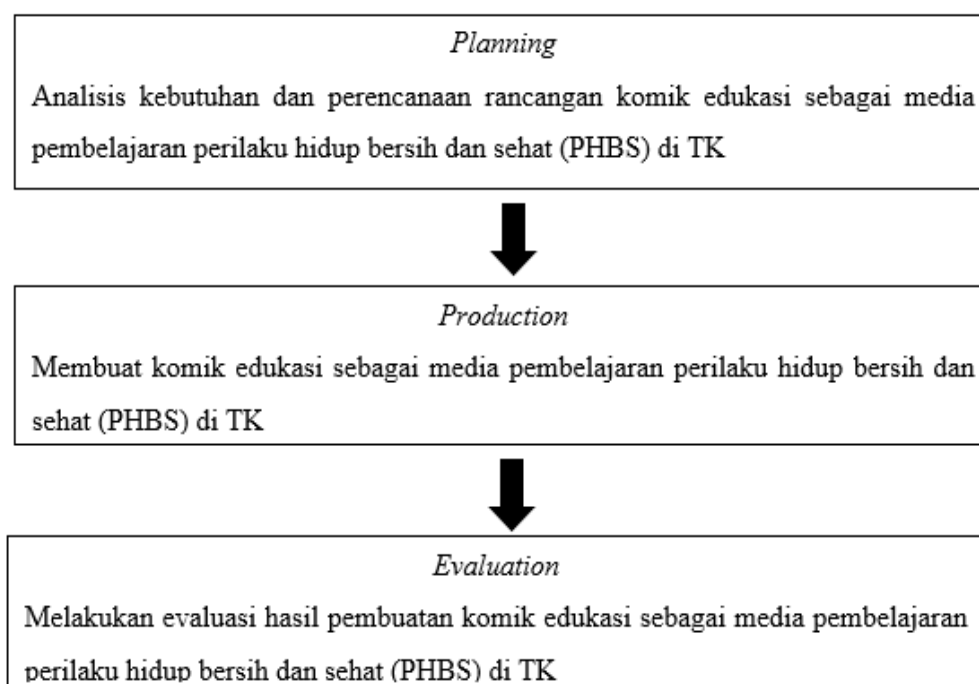 Planning
Analisis kebutuhan dan perencanaan rancangan komik edukasi sebagai media
pembelajaran perilaku hidup bersih dan sehat (PHBS) di TK
Production
Membuat komik edukasi sebagai media pembelajaran perilaku hidup bersih dan
sehat (PHBS) di TK
Evaluation
Melakukan evaluasi hasil pembuatan komik edukasi sebagai media pembelajaran
perilaku hidup bersih dan sehat (PHBS) di TK